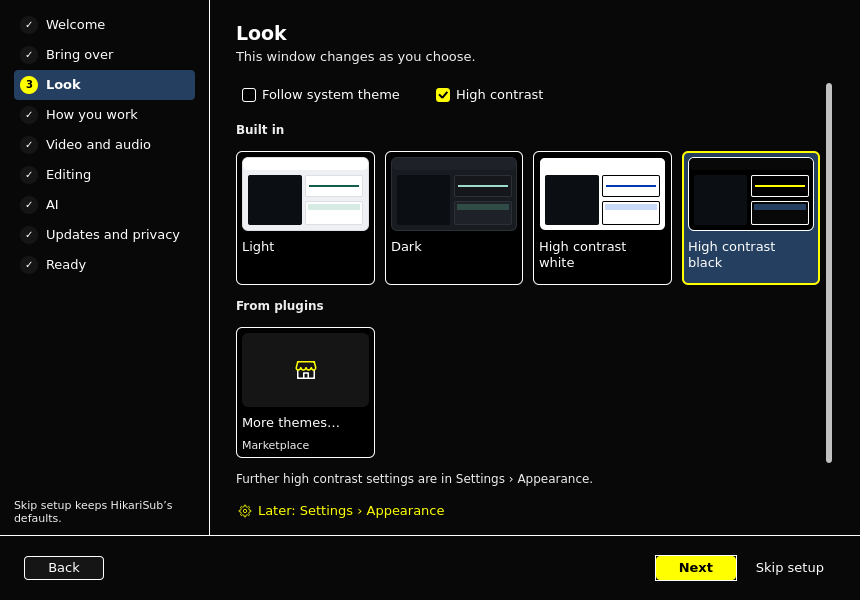 Welcome
Bring over
3 Look
How you work
Video and audio
Editing
AI
Updates and privacy
Ready
Skip setup keeps HikariSub's
defaults.
Look
This window changes as you choose.
Follow system theme
High contrast
Built in
Light
Dark
High contrast
white
High contrast
black
From plugins
More themes…
Marketplace
Further high contrast settings are in Settings › Appearance.
Later: Settings › Appearance
Back
Next
Skip setup